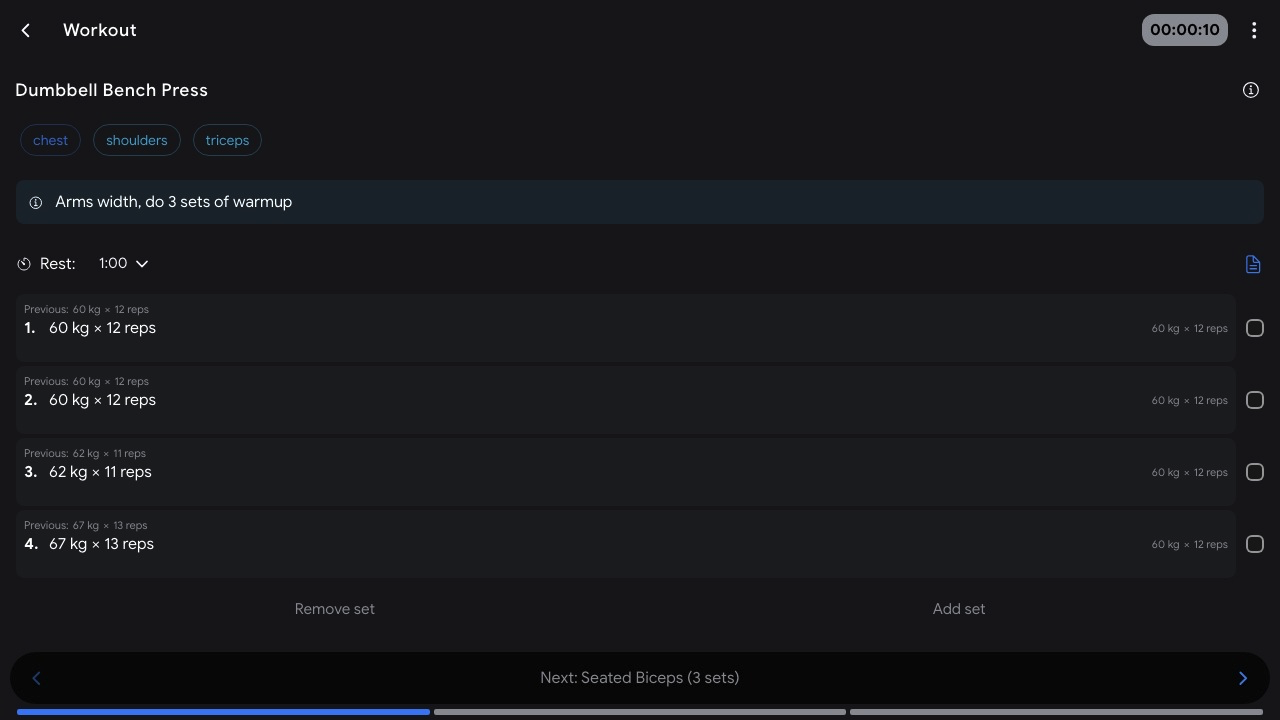 Workout
00:00:10
Dumbbell Bench Press
chest
shoulders
triceps
Arms width, do 3 sets of warmup
Rest: 1:00
Previous: 60 kg × 12 reps
1. 60 kg × 12 reps
60 kg × 12 reps
Previous: 60 kg × 12 reps
2. 60 kg × 12 reps
60 kg × 12 reps
Previous: 62 kg × 11 reps
3. 62 kg × 11 reps
60 kg × 12 reps
Previous: 67 kg × 13 reps
4. 67 kg × 13 reps
60 kg × 12 reps
Remove set
Add set
Next: Seated Biceps (3 sets)